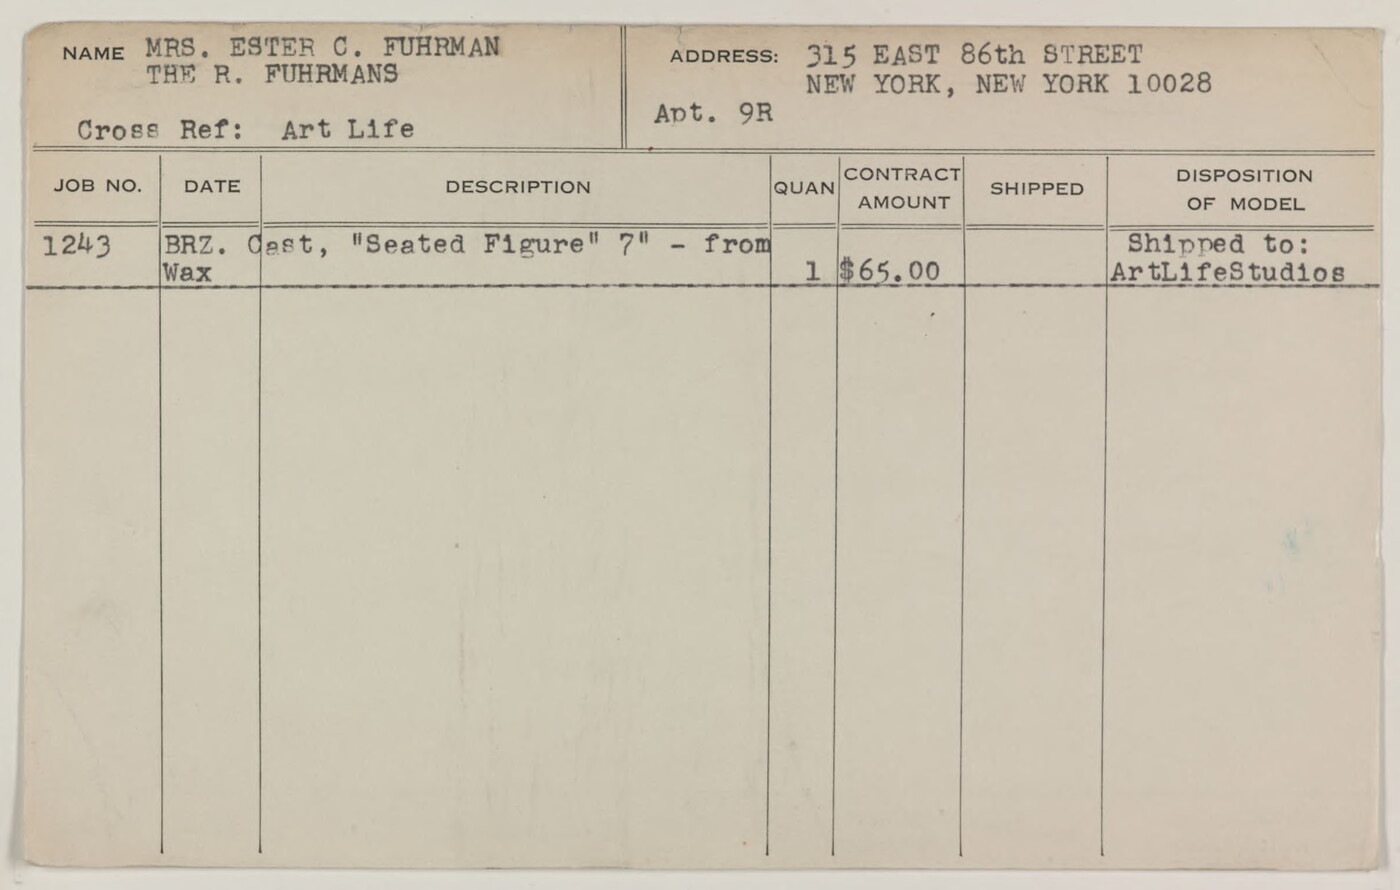 NAME MRS. ESTER C. FUHRMAN
THE R. FUHRMANS
Cross Ref: Art Life
ADDRESS: 315 EAST 86th STREET
NEW YORK, NEW YORK 10028
Apt. 9R
JOB NO. DATE DESCRIPTION QUAN CONTRACT AMOUNT SHIPPED DISPOSITION OF MODEL
1243 BRZ. Cast, "Seated Figure" 7" - from Shipped to:
Wax 1 $65.00 ArtLifeStudios